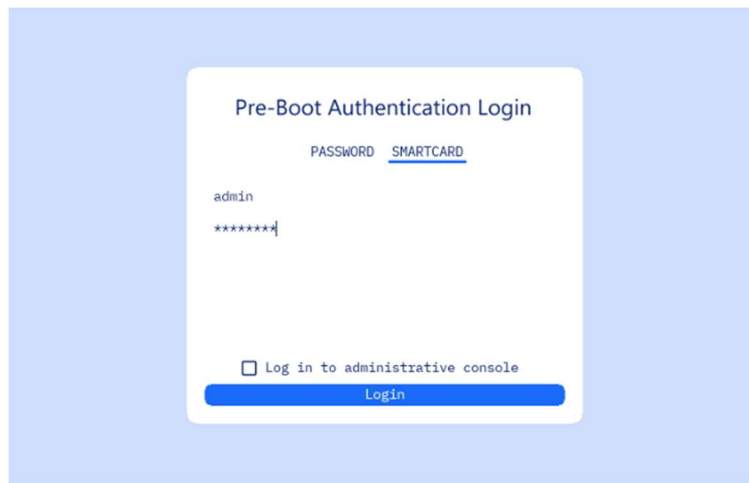 Pre-Boot Authentication Login
PASSWORD SMARTCARD
admin
********
Log in to administrative console
Login